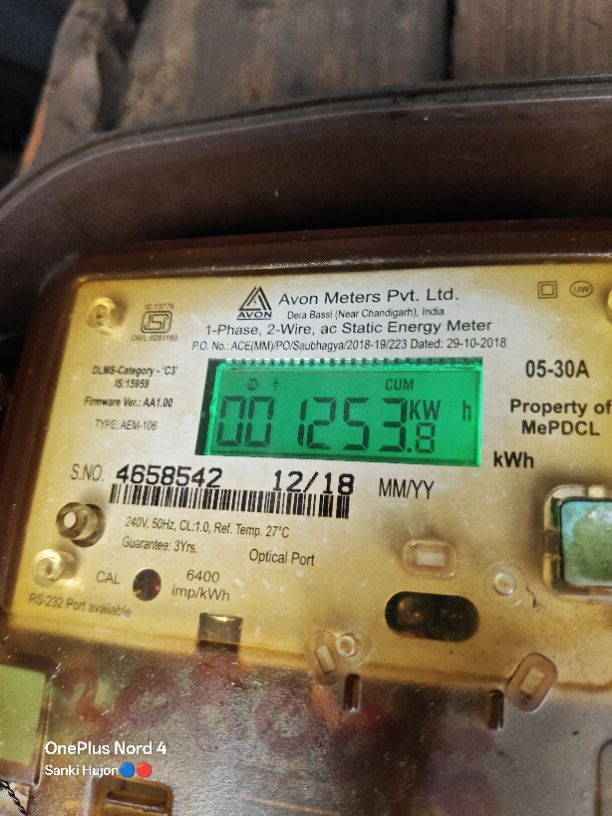 IS:13779
ISI
CM/L:9261160
AVON
Avon Meters Pvt. Ltd.
Dera Bassi (Near Chandigarh), India
UW
1-Phase, 2-Wire, ac Static Energy Meter
P.O. No.: ACE(MM)/PO/Saubhagya/2018-19/223 Dated: 29-10-2018
DLMS-Category - 'C3'
IS:15959
Firmware Ver.: AA1.00
TYPE: AEM-106
CUM
001253.8 KW h
05-30A
Property of
MePDCL
kWh
S.NO. 4658542 12/18 MM/YY
240V, 50Hz, CL:1.0, Ref. Temp. 27°C
Guarantee: 3Yrs.
Optical Port
CAL
6400
imp/kWh
RS-232 Port available
OnePlus Nord 4
Sanki Hujon🔵🔴